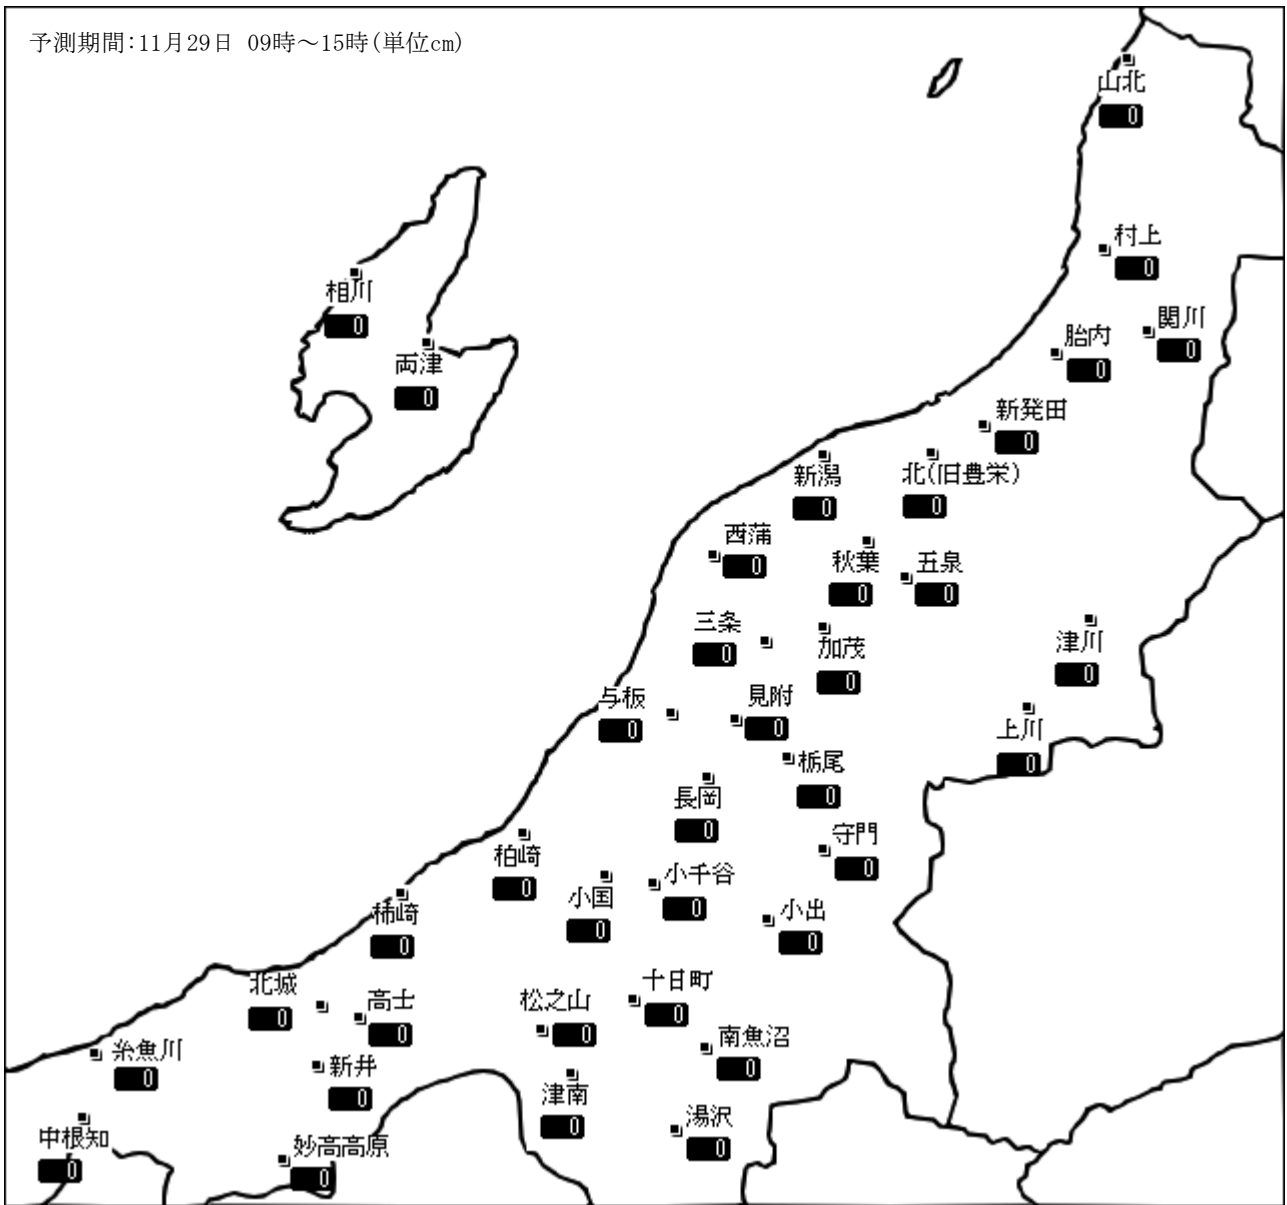 予測期間:11月29日 09時～15時(単位cm)
山北
0
村上
0
相川
0
関川
0
胎内
0
両津
0
新発田
0
新潟
0
北(旧豊栄)
0
西蒲
0
秋葉
0
五泉
0
三条
0
加茂
0
津川
0
与板
0
見附
0
上川
0
栃尾
0
長岡
0
守門
0
柏崎
0
小国
0
小千谷
0
小出
0
柿崎
0
北城
0
高士
0
松之山
0
十日町
0
南魚沼
0
糸魚川
0
新井
0
津南
0
湯沢
0
中根知
0
妙高高原
0